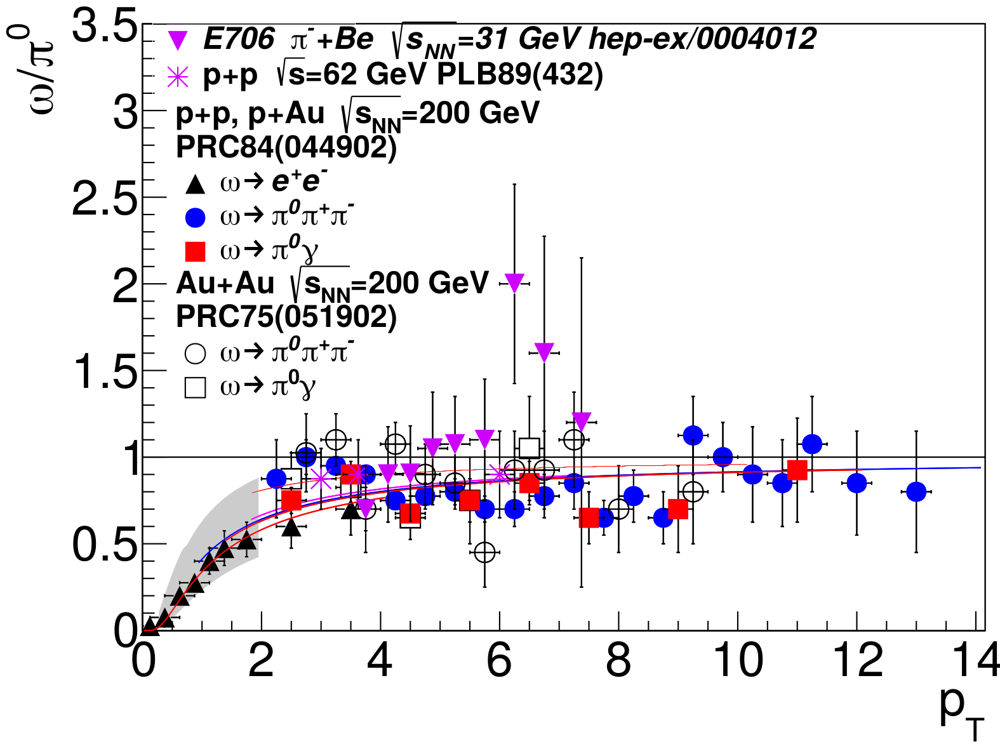 ω/π⁰
3.5
3
2.5
2
1.5
1
0.5
0
E706 π⁻+Be √s_NN=31 GeV hep-ex/0004012
p+p √s=62 GeV PLB89(432)
p+p, p+Au √s_NN=200 GeV
PRC84(044902)
ω→ e⁺e⁻
ω→ π⁰π⁺π⁻
ω→ π⁰γ
Au+Au √s_NN=200 GeV
PRC75(051902)
ω→ π⁰π⁺π⁻
ω→ π⁰γ
0 2 4 6 8 10 12 14
p_T